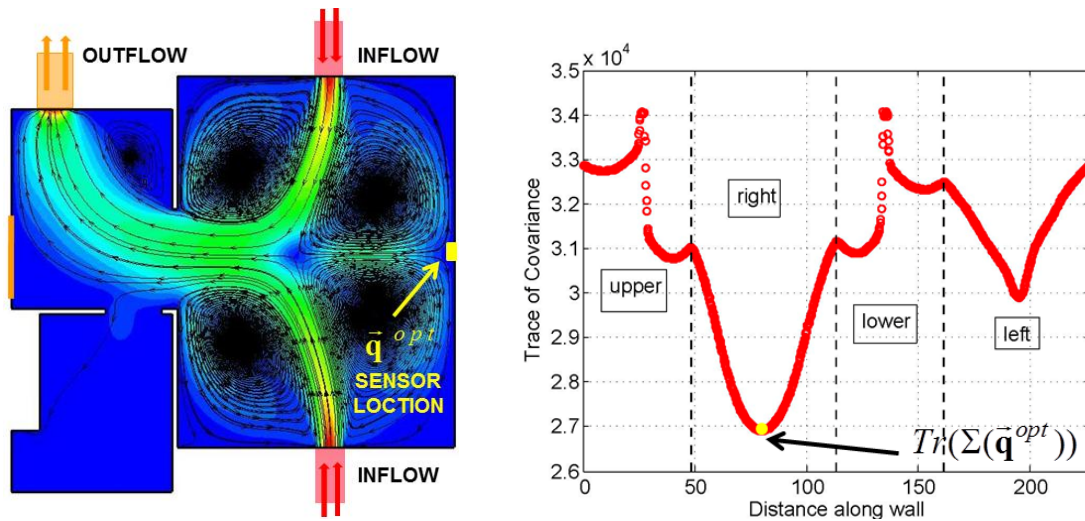 OUTFLOW
INFLOW
q⃗ opt
SENSOR
LOCTION
INFLOW
x 10⁴
3.5
3.4
3.3
3.2
3.1
3
2.9
2.8
2.7
2.6
Trace of Covariance
upper
right
lower
left
Tr(Σ(q⃗ᵒᵖᵗ))
0
50
100
150
200
Distance along wall